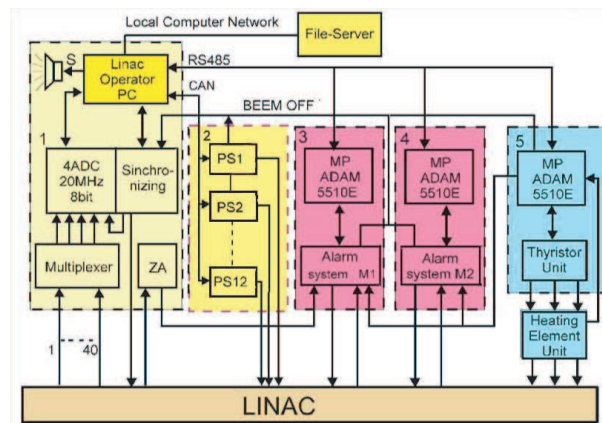 Local Computer Network
File-Server
S
Linac
Operator
PC
RS485
CAN
BEEM OFF
1
4ADC
20MHz
8bit
Sinchro-
nizing
2
PS1
PS2
PS12
3
MP
ADAM
5510E
4
MP
ADAM
5510E
5
MP
ADAM
5510E
Multiplexer
ZA
Alarm
system M1
Alarm
system M2
Thyristor
Unit
Heating
Element
Unit
1
40
LINAC